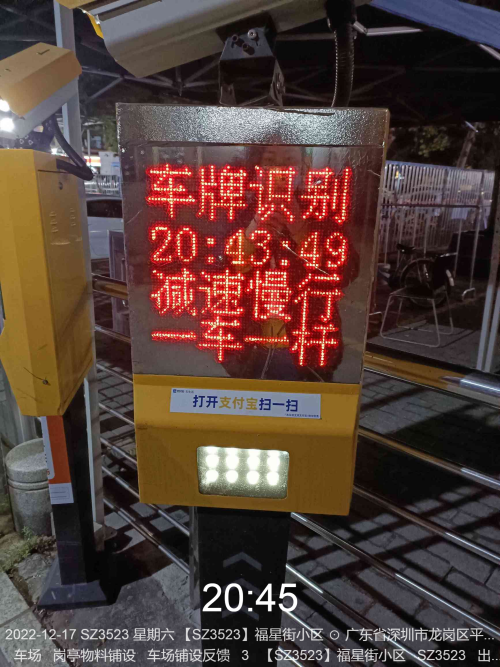 车牌识别
20:43:49
减速慢行
一车一杆
打开支付宝扫一扫
20:45
2022-12-17 SZ3523 星期六 【SZ3523】福星街小区 ⊙ 广东省深圳市龙岗区平...
车场 岗亭物料铺设 车场铺设反馈 3 【SZ3523】福星街小区 SZ3523 出